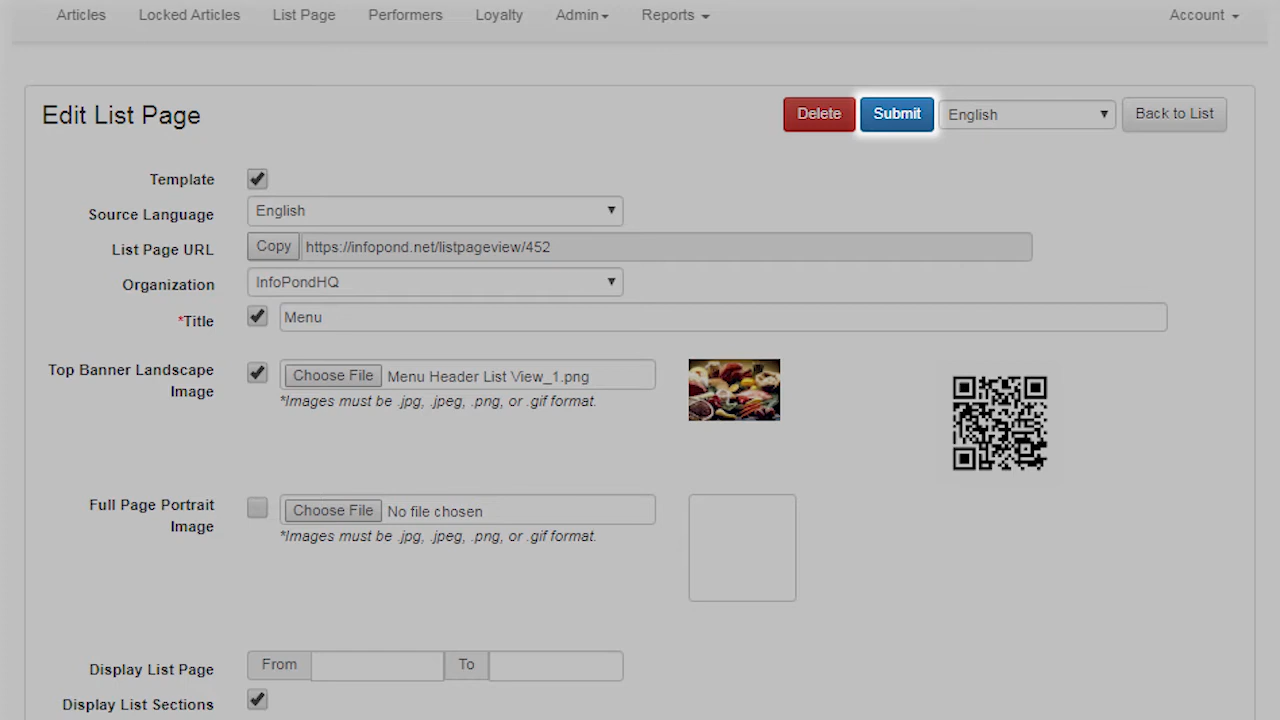 Articles Locked Articles List Page Performers Loyalty Admin Reports Account
Edit List Page Delete Submit English Back to List
Template
Source Language English
List Page URL Copy https://infopond.net/listpageview/452
Organization InfoPondHQ
*Title Menu
Top Banner Landscape Image Choose File Menu Header List View_1.png
*Images must be .jpg, .jpeg, .png, or .gif format.
Full Page Portrait Image Choose File No file chosen
*Images must be .jpg, .jpeg, .png, or .gif format.
Display List Page From To
Display List Sections